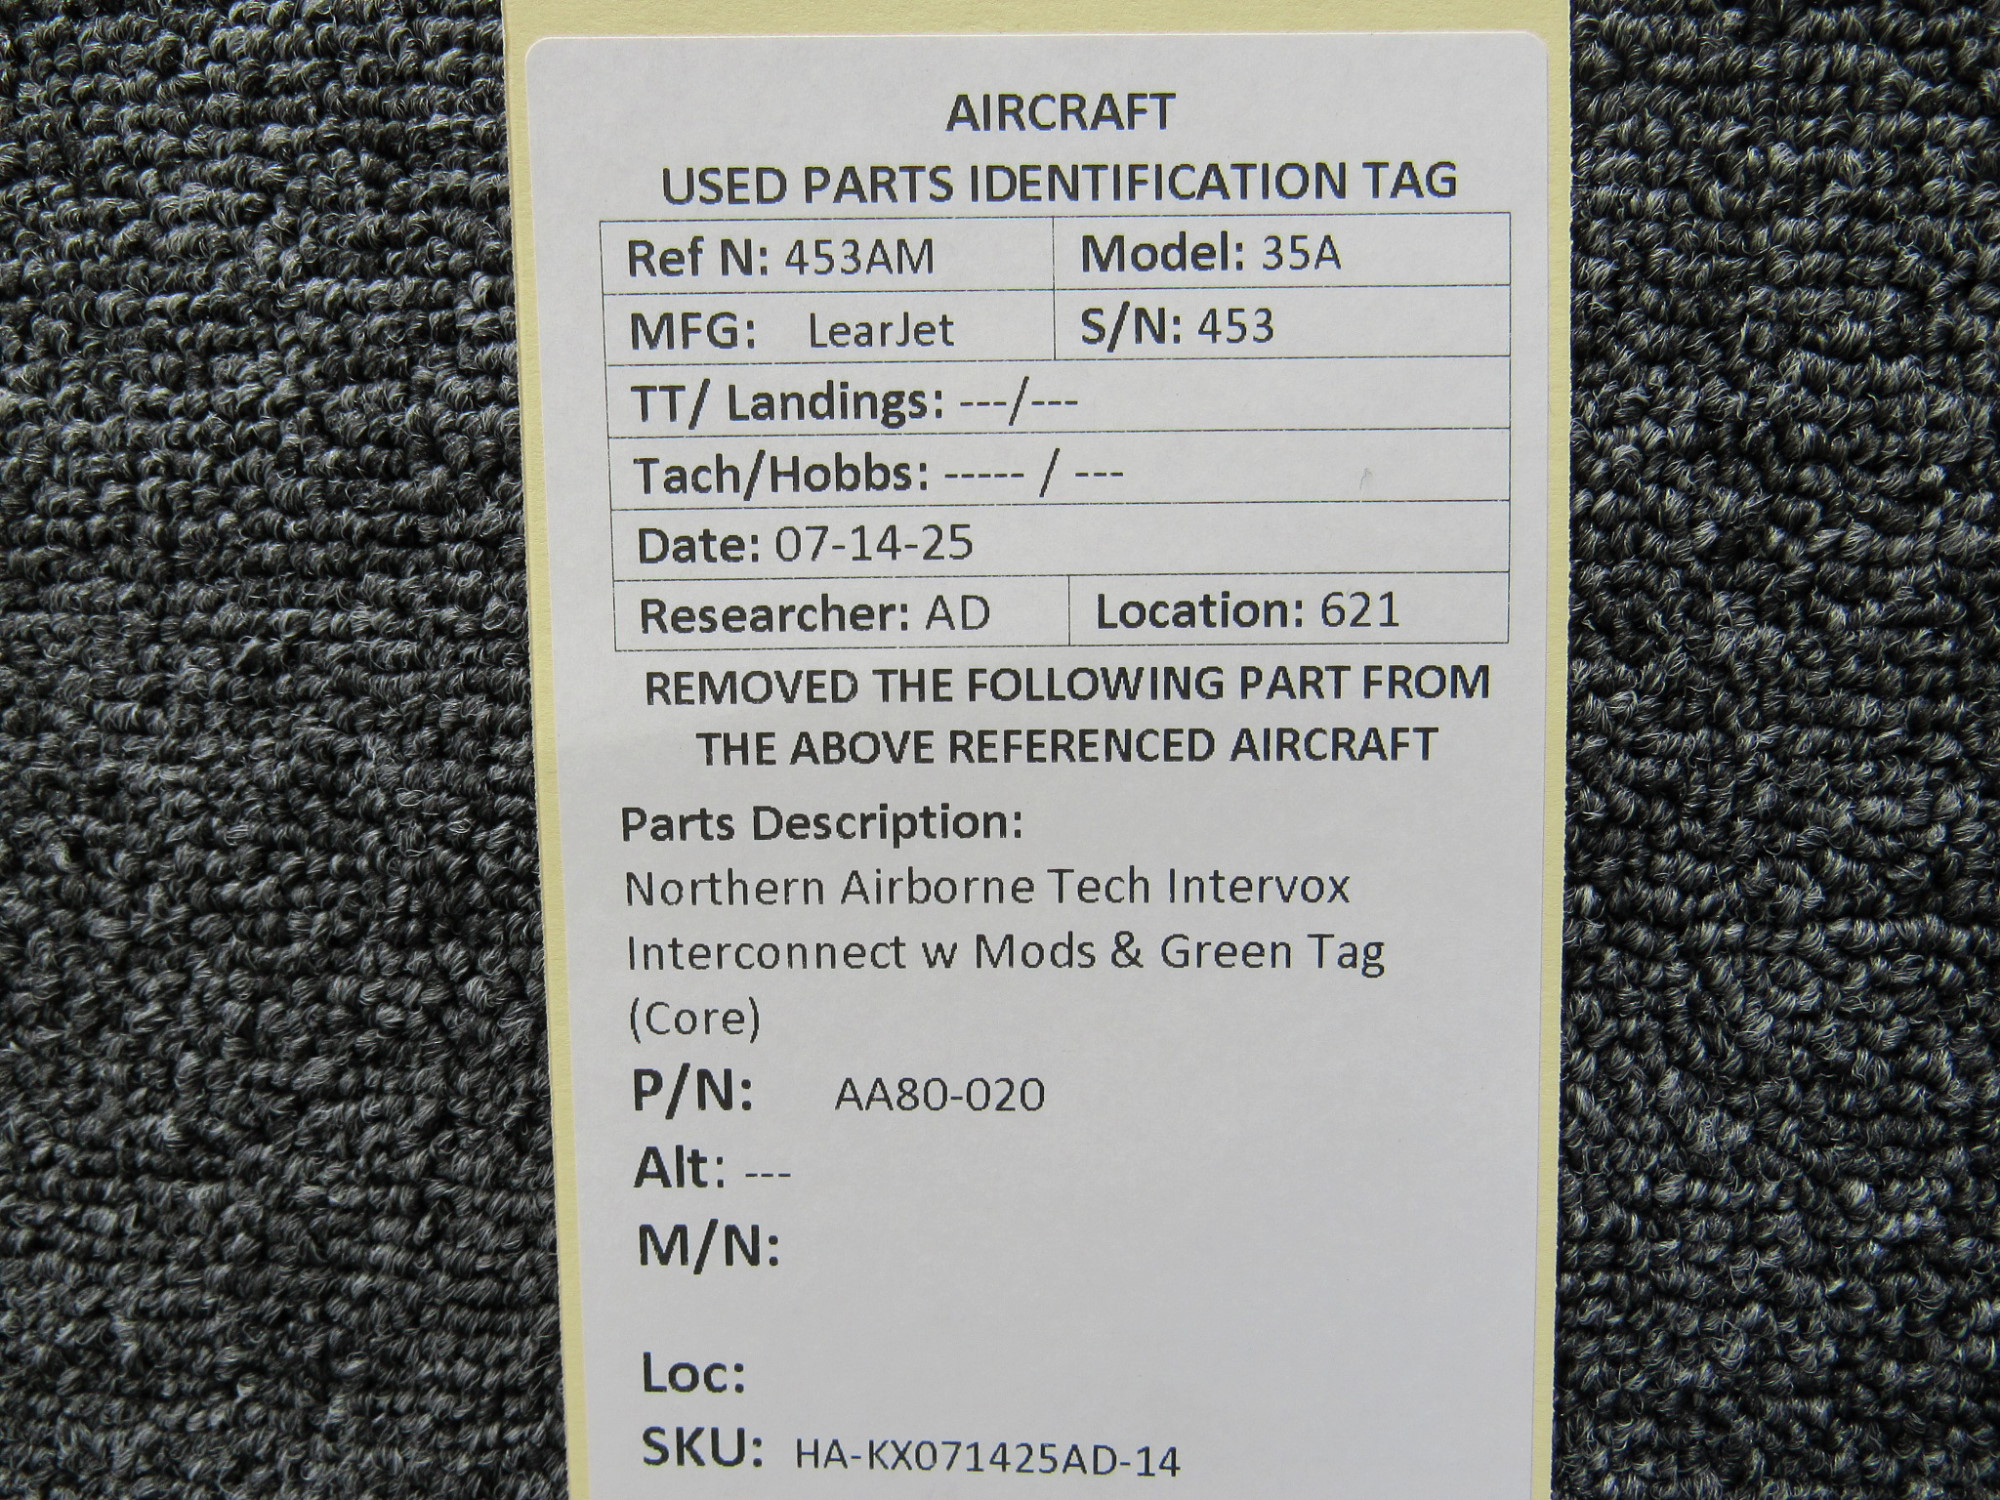 AIRCRAFT
USED PARTS IDENTIFICATION TAG
Ref N: 453AM Model: 35A
MFG: LearJet S/N: 453
TT/ Landings: ---/---
Tach/Hobbs: ----- / ---
Date: 07-14-25
Researcher: AD Location: 621
REMOVED THE FOLLOWING PART FROM
THE ABOVE REFERENCED AIRCRAFT
Parts Description:
Northern Airborne Tech Intervox
Interconnect w Mods & Green Tag
(Core)
P/N: AA80-020
Alt: ---
M/N:
Loc:
SKU: HA-KX071425AD-14